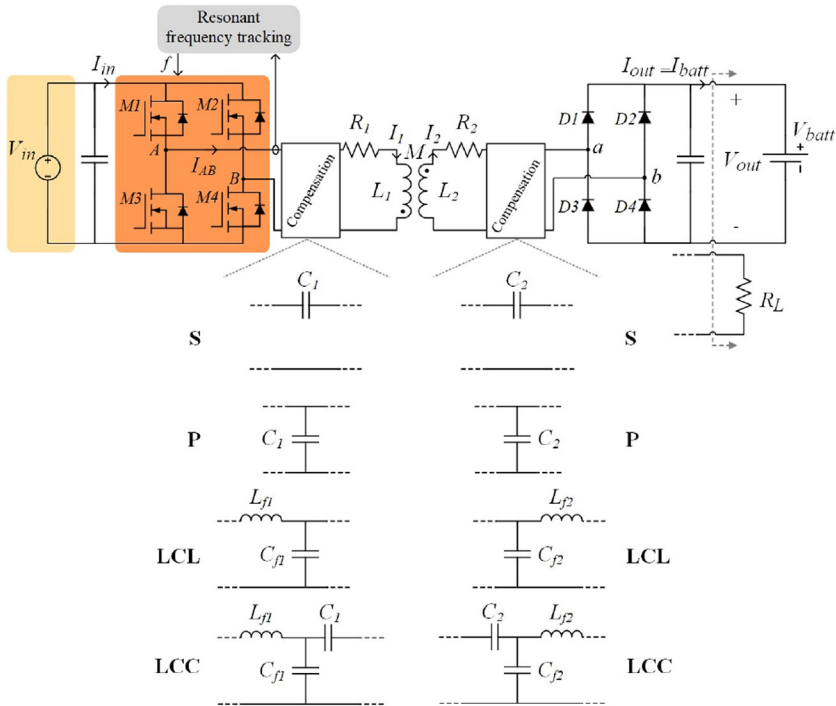 Resonant
frequency tracking
f
I_in
V_in
M1
M2
A
I_AB
B
M3
M4
Compensation
R_1
I_1
M
I_2
R_2
L_1
L_2
Compensation
I_out = I_batt
D1
D2
a
b
D3
D4
+
V_out
-
V_batt
+
-
R_L
C_1
C_2
S
S
P
C_1
C_2
P
L_f1
L_f2
LCL
C_f1
C_f2
LCL
L_f1
C_1
C_2
L_f2
LCC
C_f1
C_f2
LCC